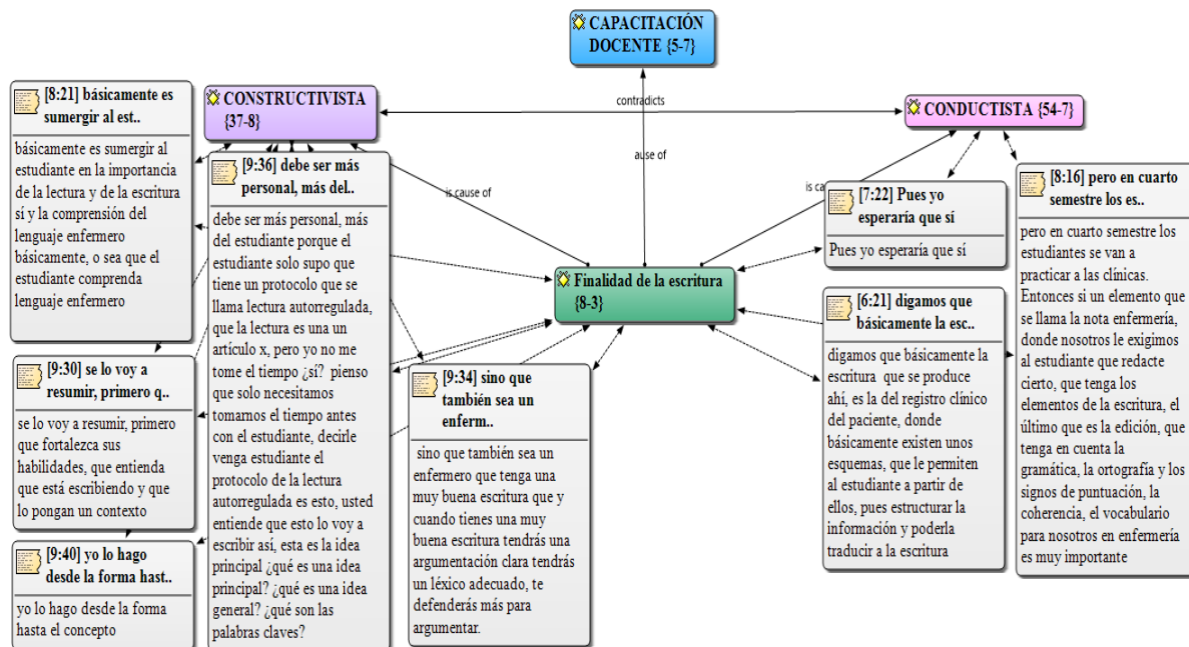 CAPACITACIÓN
DOCENTE {5-7}
contradicts
CONSTRUCTIVISTA
{37-8}
CONDUCTISTA {54-7}
is cause of
ause of
is ca
Finalidad de la escritura
{8-3}
[8:21] básicamente es
sumergir al est..
básicamente es sumergir al
estudiante en la importancia
de la lectura y de la escritura
sí y la comprensión del
lenguaje enfermero
básicamente, o sea que el
estudiante comprenda
lenguaje enfermero
[9:30] se lo voy a
resumir, primero q..
se lo voy a resumir, primero
que fortalezca sus
habilidades, que entienda
que está escribiendo y que
lo pongan un contexto
[9:40] yo lo hago
desde la forma hast..
yo lo hago desde la forma
hasta el concepto
[9:36] debe ser más
personal, más del..
debe ser más personal, más
del estudiante porque el
estudiante solo supo que
tiene un protocolo que se
llama lectura autorregulada,
que la lectura es una un
artículo x, pero yo no me
tome el tiempo ¿sí? pienso
que solo necesitamos
tomarnos el tiempo antes
con el estudiante, decirle
venga estudiante el
protocolo de la lectura
autorregulada es esto, usted
entiende que esto lo voy a
escribir así, esta es la idea
principal ¿qué es una idea
principal? ¿qué es una idea
general? ¿qué son las
palabras claves?
[9:34] sino que
también sea un
enferm..
sino que también sea un
enfermero que tenga una
muy buena escritura que y
cuando tienes una muy
buena escritura tendrás una
argumentación clara tendrás
un léxico adecuado, te
defenderás más para
argumentar.
[7:22] Pues yo
esperaría que sí
Pues yo esperaría que sí
[6:21] digamos que
básicamente la esc..
digamos que básicamente la
escritura que se produce
ahí, es la del registro clínico
del paciente, donde
básicamente existen unos
esquemas, que le permiten
al estudiante a partir de
ellos, pues estructurar la
información y poderla
traducir a la escritura
[8:16] pero en cuarto
semestre los es..
pero en cuarto semestre los
estudiantes se van a
practicar a las clínicas.
Entonces si un elemento que
se llama la nota enfermería,
donde nosotros le exigimos
al estudiante que redacte
cierto, que tenga los
elementos de la escritura, el
último que es la edición, que
tenga en cuenta la
gramática, la ortografía y los
signos de puntuación, la
coherencia, el vocabulario
para nosotros en enfermería
es muy importante